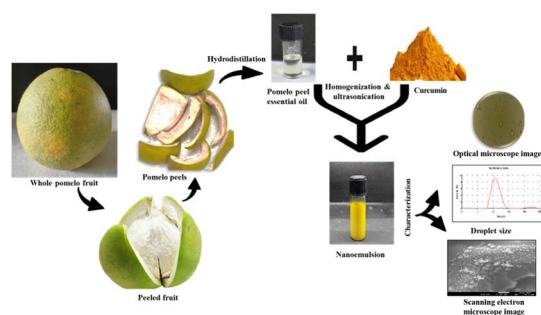 Hydrodistillation
Pomelo peel
essential oil
Homogenization &
ultrasonication
Curcumin
Whole pomelo fruit
Pomelo peels
Optical microscope image
Peeled fruit
Nanoemulsion
Characterization
Droplet size
Scanning electron
microscope image